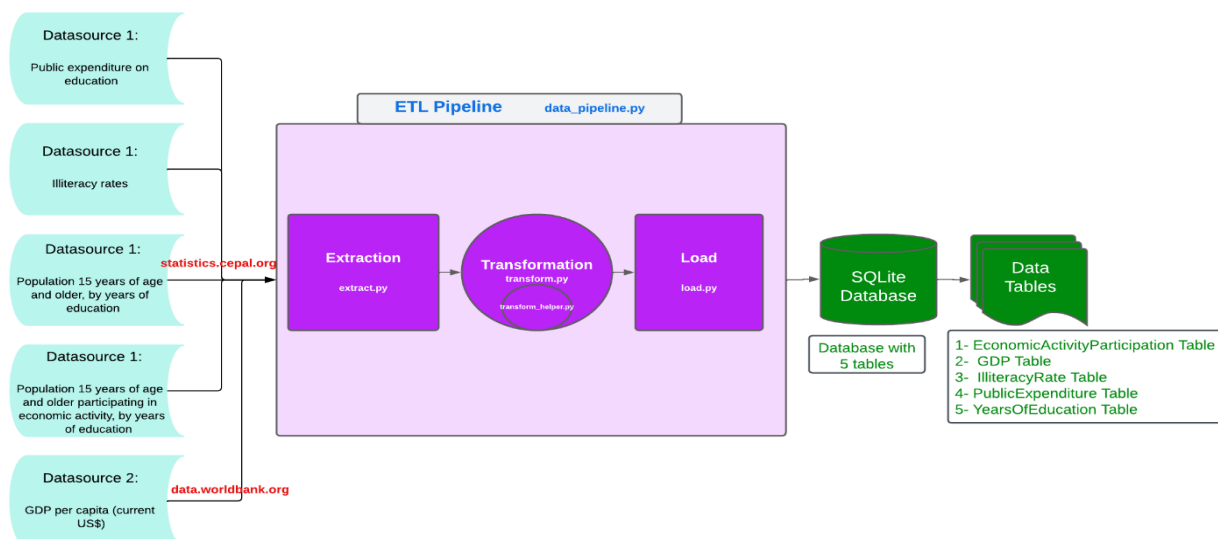 Datasource 1:
Public expenditure on
education
Datasource 1:
Illiteracy rates
Datasource 1:
Population 15 years of age
and older, by years of
education
statistics.cepal.org
Datasource 1:
Population 15 years of age
and older participating in
economic activity, by years
of education
Datasource 2:
GDP per capita (current
US$)
data.worldbank.org
ETL Pipeline data_pipeline.py
Extraction
extract.py
Transformation
transform.py
transform_helper.py
Load
load.py
SQLite
Database
Database with
5 tables
Data
Tables
1- EconomicActivityParticipation Table
2- GDP Table
3- IlliteracyRate Table
4- PublicExpenditure Table
5- YearsOfEducation Table